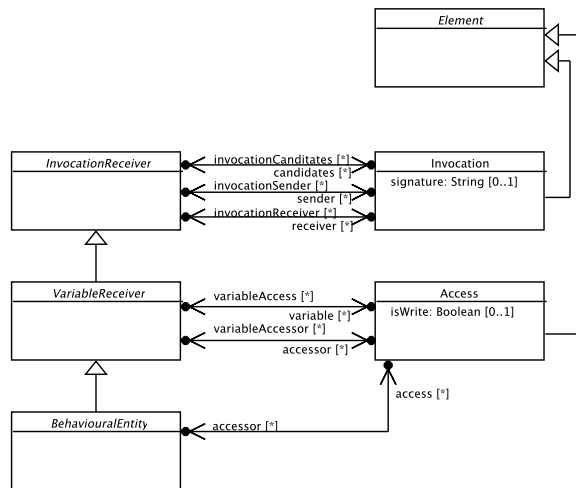 Element
InvocationReceiver
invocationCanditates [*]
candidates [*]
invocationSender [*]
sender [*]
invocationReceiver [*]
receiver [*]
Invocation
signature: String [0..1]
VariableReceiver
variableAccess [*]
variable [*]
variableAccessor [*]
accessor [*]
Access
isWrite: Boolean [0..1]
access [*]
BehaviouralEntity
accessor [*]